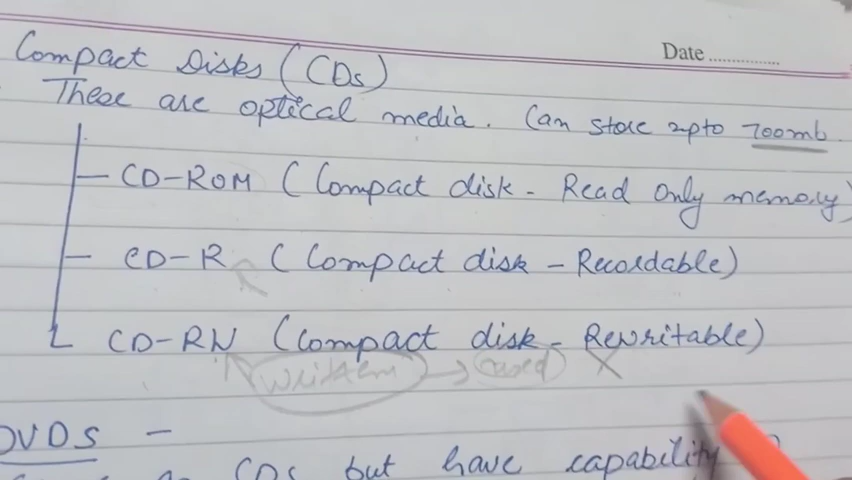 Date..............
Compact Disks (CDs)
These are optical media. Can store upto 700mb.
- CD-ROM (Compact disk - Read Only memory)
- CD-R (Compact disk - Recordable)
CD-RW (Compact disk - Rewritable)
DVDS -
CDs but have capability